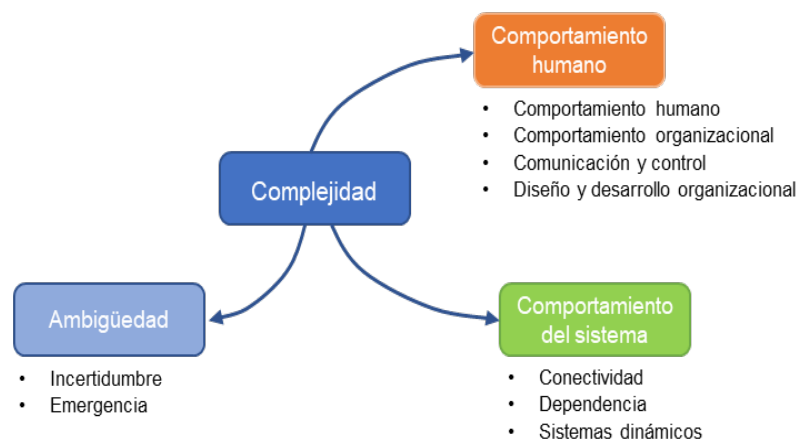 Comportamiento
humano
• Comportamiento humano
• Comportamiento organizacional
• Comunicación y control
• Diseño y desarrollo organizacional
Complejidad
Ambigüedad
• Incertidumbre
• Emergencia
Comportamiento
del sistema
• Conectividad
• Dependencia
• Sistemas dinámicos